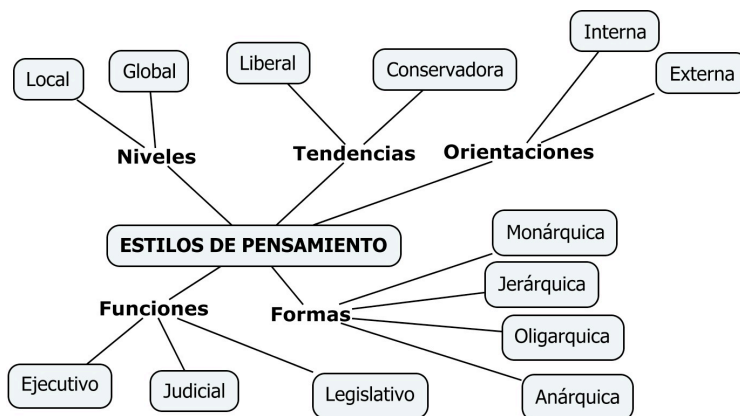 Interna
Liberal
Global
Local
Conservadora
Externa
Niveles
Tendencias
Orientaciones
ESTILOS DE PENSAMIENTO
Monárquica
Jerárquica
Funciones
Formas
Oligarquica
Ejecutivo
Judicial
Legislativo
Anárquica